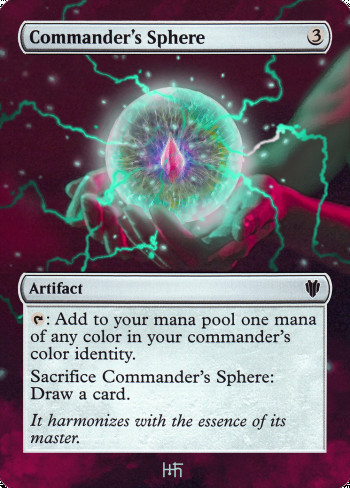 Commander's Sphere 3
Artifact
: Add to your mana pool one mana
of any color in your commander's
color identity.
Sacrifice Commander's Sphere:
Draw a card.
It harmonizes with the essence of its
master.